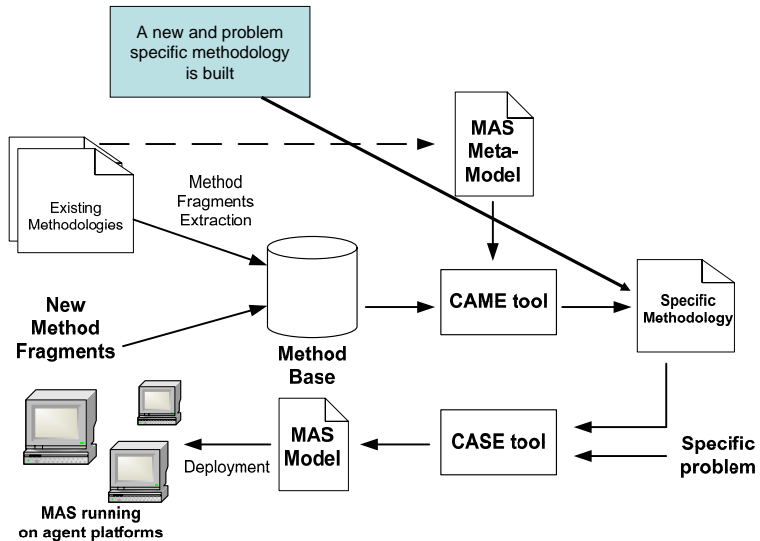 A new and problem
specific methodology
is built
MAS
Meta-
Model
Existing
Methodologies
Method
Fragments
Extraction
CAME tool
Specific
Methodology
New
Method
Fragments
Method
Base
MAS
Model
CASE tool
Specific
problem
Deployment
MAS running
on agent platforms